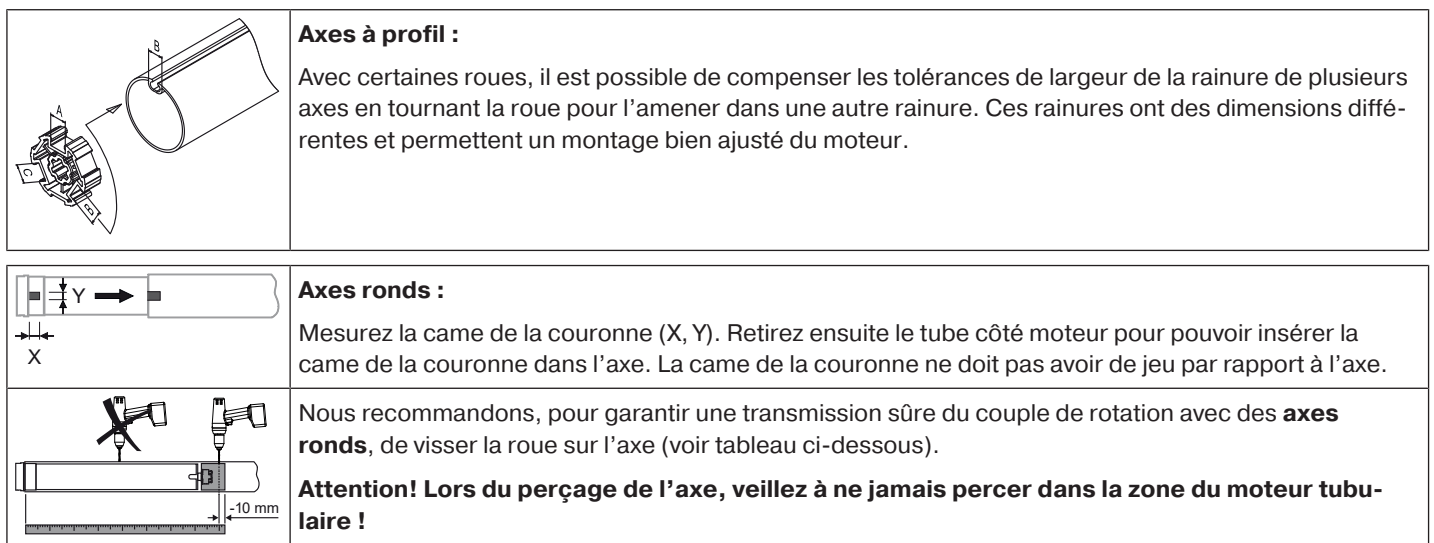 B
A
C
B
Axes à profil :
Avec certaines roues, il est possible de compenser les tolérances de largeur de la rainure de plusieurs
axes en tournant la roue pour l'amener dans une autre rainure. Ces rainures ont des dimensions diffé-
rentes et permettent un montage bien ajusté du moteur.
Y
X
Axes ronds :
Mesurez la came de la couronne (X, Y). Retirez ensuite le tube côté moteur pour pouvoir insérer la
came de la couronne dans l'axe. La came de la couronne ne doit pas avoir de jeu par rapport à l'axe.
-10 mm
Nous recommandons, pour garantir une transmission sûre du couple de rotation avec des axes
ronds, de visser la roue sur l'axe (voir tableau ci-dessous).
Attention! Lors du perçage de l'axe, veillez à ne jamais percer dans la zone du moteur tubu-
laire !